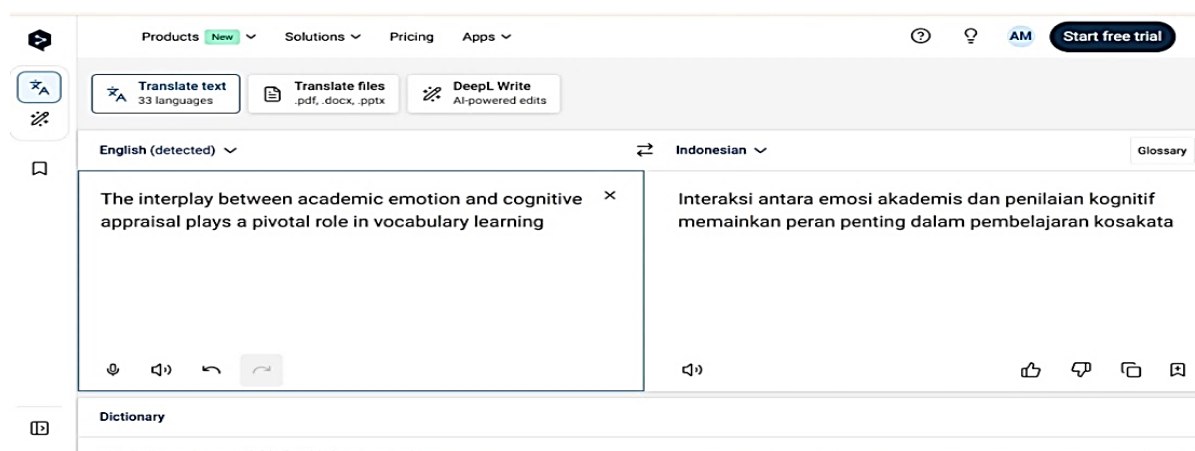 Products New Solutions Pricing Apps AM Start free trial
Translate text
33 languages
Translate files
.pdf, .docx, .pptx
DeepL Write
AI-powered edits
English (detected)
Indonesian
Glossary
The interplay between academic emotion and cognitive
appraisal plays a pivotal role in vocabulary learning
Interaksi antara emosi akademis dan penilaian kognitif
memainkan peran penting dalam pembelajaran kosakata
Dictionary